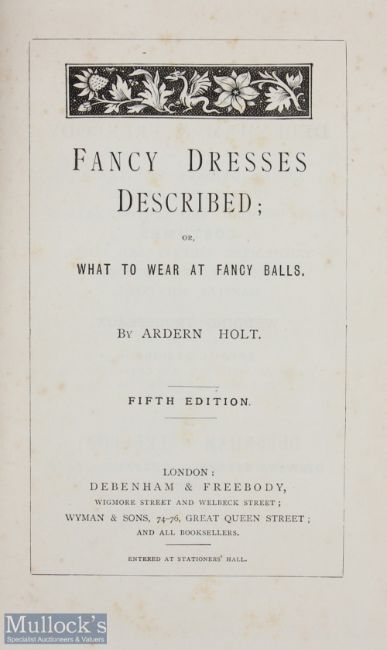 FANCY DRESSES
DESCRIBED;
OR,
WHAT TO WEAR AT FANCY BALLS.
BY ARDERN HOLT.
FIFTH EDITION.
LONDON:
DEBENHAM & FREEBODY,
WIGMORE STREET AND WELBECK STREET;
WYMAN & SONS, 74-76, GREAT QUEEN STREET;
AND ALL BOOKSELLERS.
ENTERED AT STATIONERS' HALL.
Mullock's
Specialist Auctioneers & Valuers